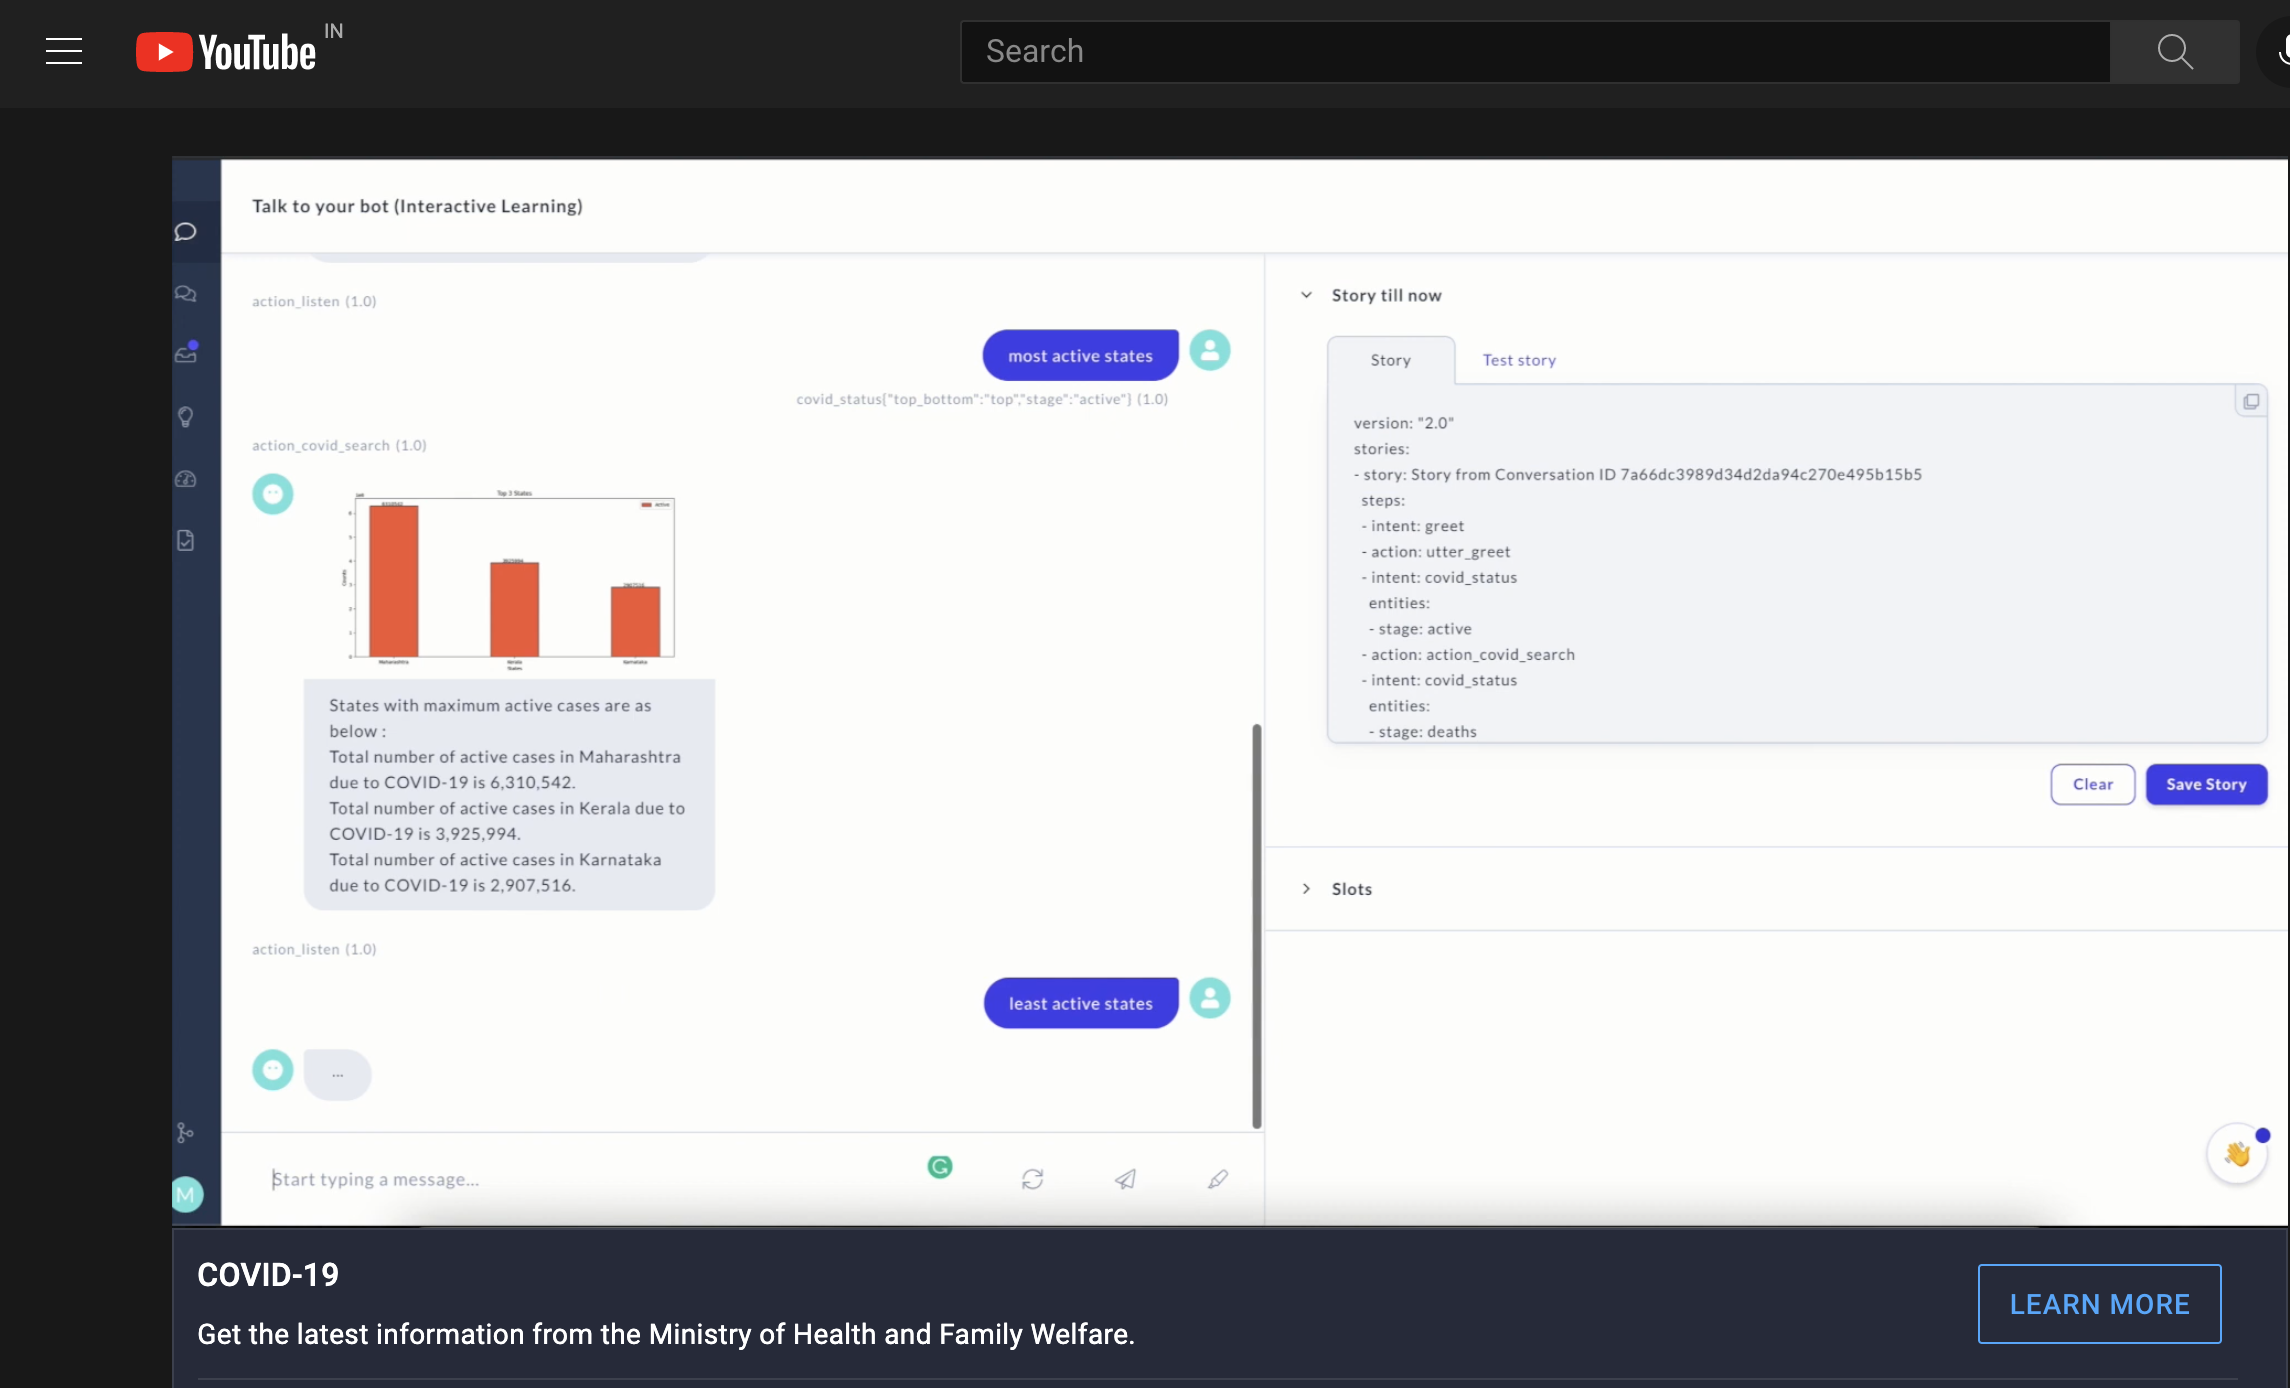 YouTube IN
Search
Talk to your bot (Interactive Learning)
action_listen (1.0)
most active states
covid_status{"top_bottom":"top","stage":"active"} (1.0)
action_covid_search (1.0)
Top 3 States
Active
Counts
Maharashtra
Kerala
Karnataka
States
States with maximum active cases are as
below :
Total number of active cases in Maharashtra
due to COVID-19 is 6,310,542.
Total number of active cases in Kerala due to
COVID-19 is 3,925,994.
Total number of active cases in Karnataka
due to COVID-19 is 2,907,516.
action_listen (1.0)
least active states
...
Start typing a message...
M
Story till now
Story
Test story
version: "2.0"
stories:
- story: Story from Conversation ID 7a66dc3989d34d2da94c270e495b15b5
steps:
- intent: greet
- action: utter_greet
- intent: covid_status
entities:
- stage: active
- action: action_covid_search
- intent: covid_status
entities:
- stage: deaths
Clear
Save Story
Slots
COVID-19
Get the latest information from the Ministry of Health and Family Welfare.
LEARN MORE